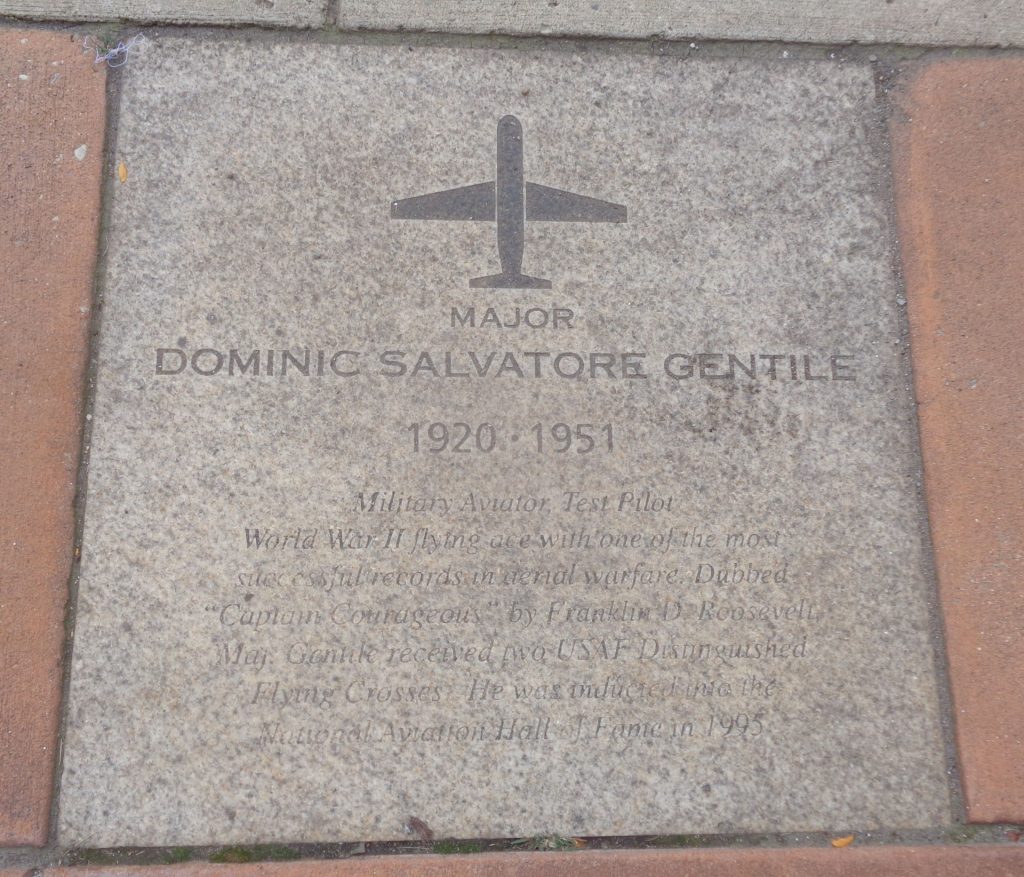 MAJOR
DOMINIC SALVATORE GENTILE
1920 · 1951
Military Aviator, Test Pilot
World War II flying ace with one of the most
successful records in aerial warfare. Dubbed
"Captain Courageous" by Franklin D. Roosevelt,
Maj. Gentile received two USAF Distinguished
Flying Crosses. He was inducted into the
National Aviation Hall of Fame in 1995